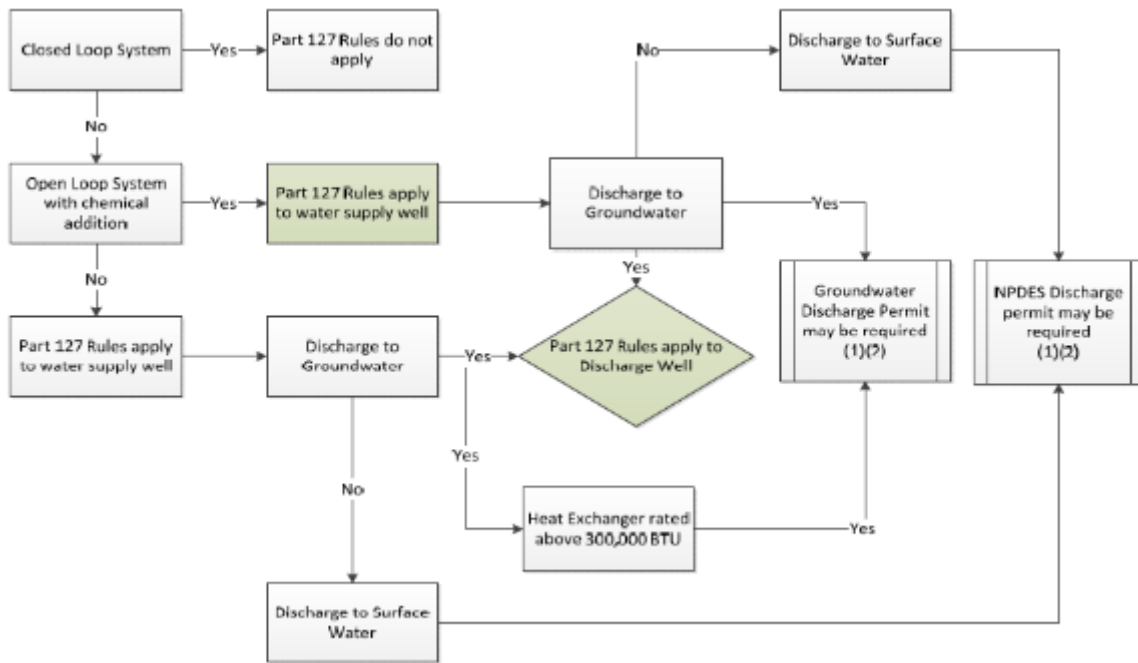 Closed Loop System
Yes
Part 127 Rules do not
apply
No
Discharge to Surface
Water
No
Open Loop System
with chemical
addition
Yes
Part 127 Rules apply
to water supply well
Discharge to
Groundwater
Yes
Yes
No
Part 127 Rules apply
to water supply well
Discharge to
Groundwater
Yes
Part 127 Rules apply to
Discharge Well
Groundwater
Discharge Permit
may be required
(1)(2)
NPDES Discharge
permit may be
required
(1)(2)
Yes
No
Heat Exchanger rated
above 300,000 BTU
Yes
Discharge to Surface
Water